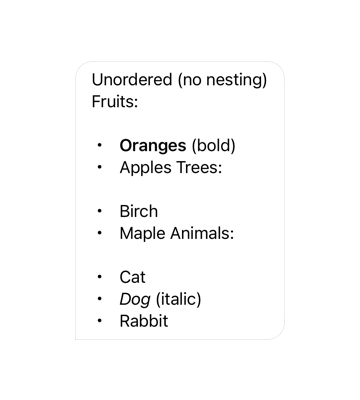 Unordered (no nesting)
Fruits:
• Oranges (bold)
• Apples Trees:
• Birch
• Maple Animals:
• Cat
• Dog (italic)
• Rabbit